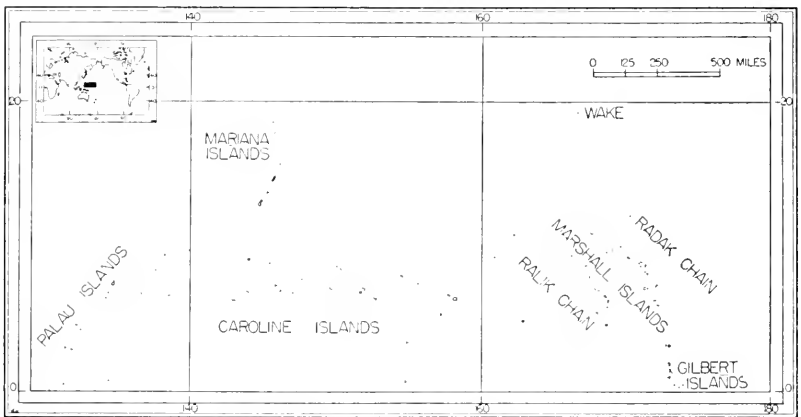 140
160
180
0 125 250 500 MILES
20
20
WAKE
MARIANA
ISLANDS
RADAK CHAIN
MARSHALL ISLANDS
RALIK CHAIN
PALAU ISLANDS
CAROLINE ISLANDS
GILBERT
ISLANDS
0
0
140
160
180